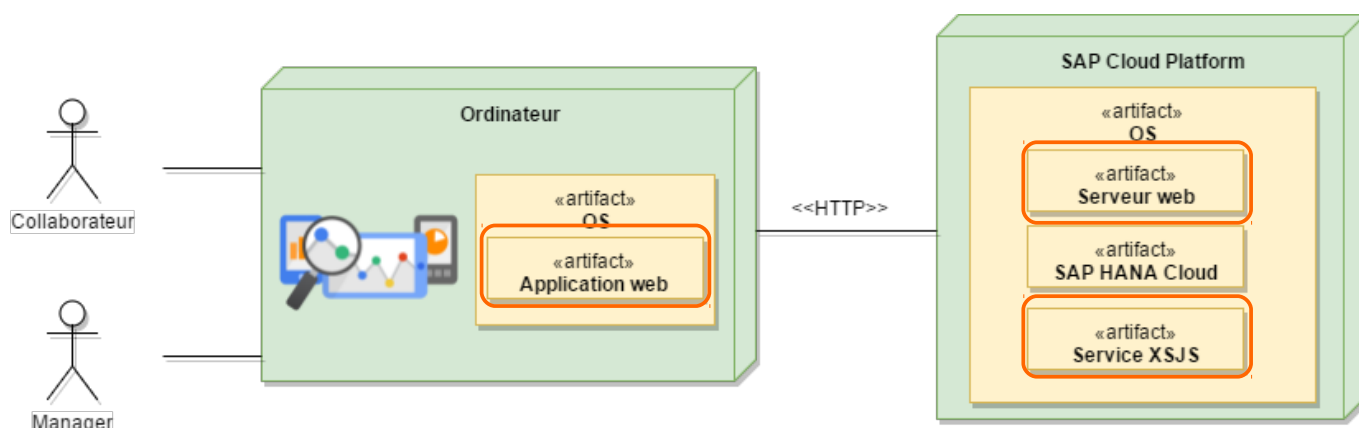 Collaborateur
Manager
Ordinateur
«artifact»
OS
«artifact»
Application web
<<HTTP>>
SAP Cloud Platform
«artifact»
OS
«artifact»
Serveur web
«artifact»
SAP HANA Cloud
«artifact»
Service XSJS